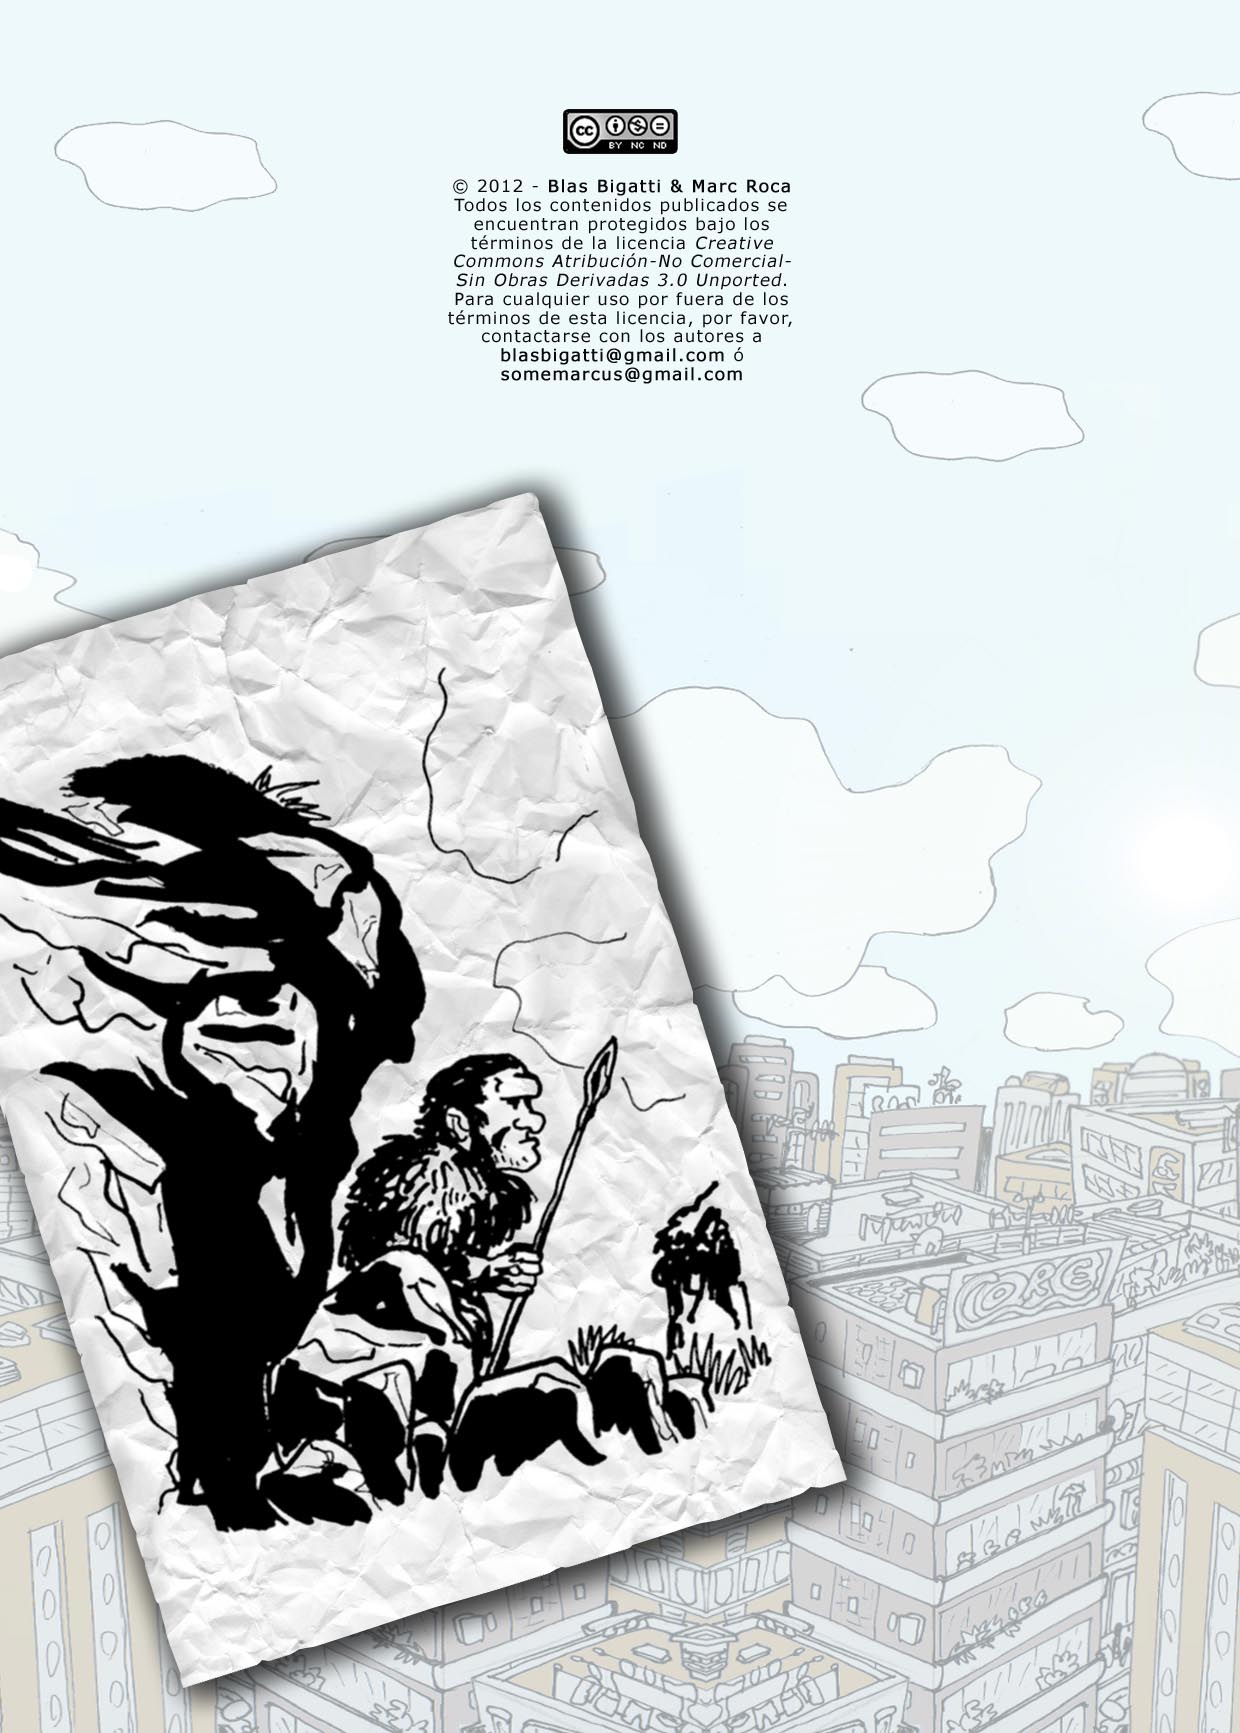 cc
BY NC ND
© 2012 - Blas Bigatti & Marc Roca
Todos los contenidos publicados se
encuentran protegidos bajo los
términos de la licencia Creative
Commons Atribución-No Comercial-
Sin Obras Derivadas 3.0 Unported.
Para cualquier uso por fuera de los
términos de esta licencia, por favor,
contactarse con los autores a
blasbigatti@gmail.com ó
somemarcus@gmail.com
CORE